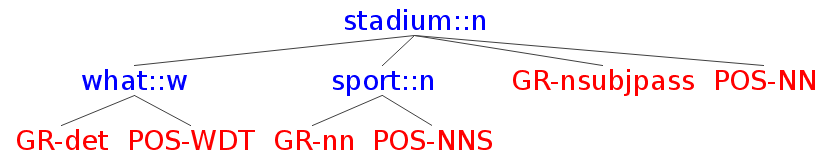 stadium::n
what::w sport::n GR-nsubjpass POS-NN
GR-det POS-WDT GR-nn POS-NNS